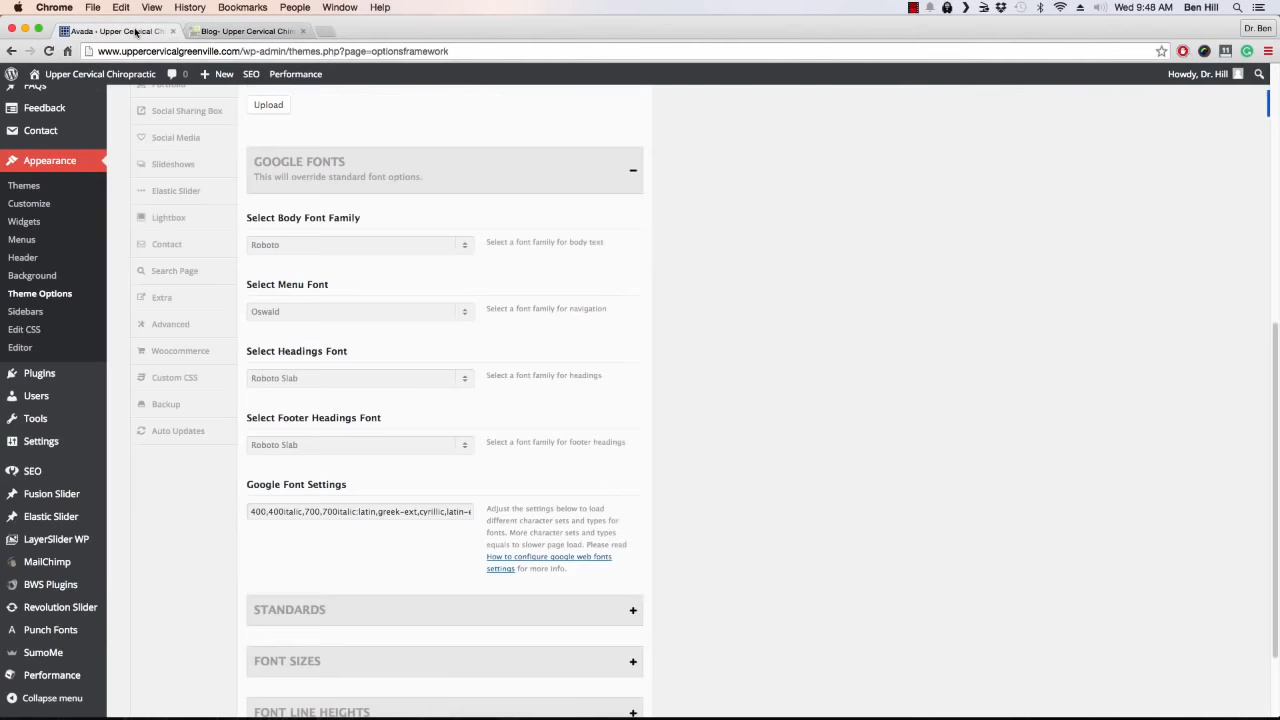 Chrome File Edit View History Bookmarks People Window Help Wed 9:48 AM Ben Hill
Avada - Upper Cervical Ch Blog- Upper Cervical Chir Dr. Ben
www.uppercervicalgreenville.com/wp-admin/themes.php?page=optionsframework
Upper Cervical Chiropractic 0 New SEO Performance Howdy, Dr. Hill
FAQs
Feedback
Contact
Appearance
Themes
Customize
Widgets
Menus
Header
Background
Theme Options
Sidebars
Edit CSS
Editor
Plugins
Users
Tools
Settings
SEO
Fusion Slider
Elastic Slider
LayerSlider WP
MailChimp
BWS Plugins
Revolution Slider
Punch Fonts
SumoMe
Performance
Collapse menu
Portfolio
Social Sharing Box
Social Media
Slideshows
Elastic Slider
Lightbox
Contact
Search Page
Extra
Advanced
Woocommerce
Custom CSS
Backup
Auto Updates
Upload
GOOGLE FONTS
This will override standard font options.
Select Body Font Family
Roboto
Select a font family for body text
Select Menu Font
Oswald
Select a font family for navigation
Select Headings Font
Roboto Slab
Select a font family for headings
Select Footer Headings Font
Roboto Slab
Select a font family for footer headings
Google Font Settings
400,400italic,700,700italic:latin,greek-ext,cyrillic,latin-e
Adjust the settings below to load
different character sets and types for
fonts. More character sets and types
equals to slower page load. Please read
How to configure google web fonts
settings for more info.
STANDARDS
FONT SIZES
FONT LINE HEIGHTS